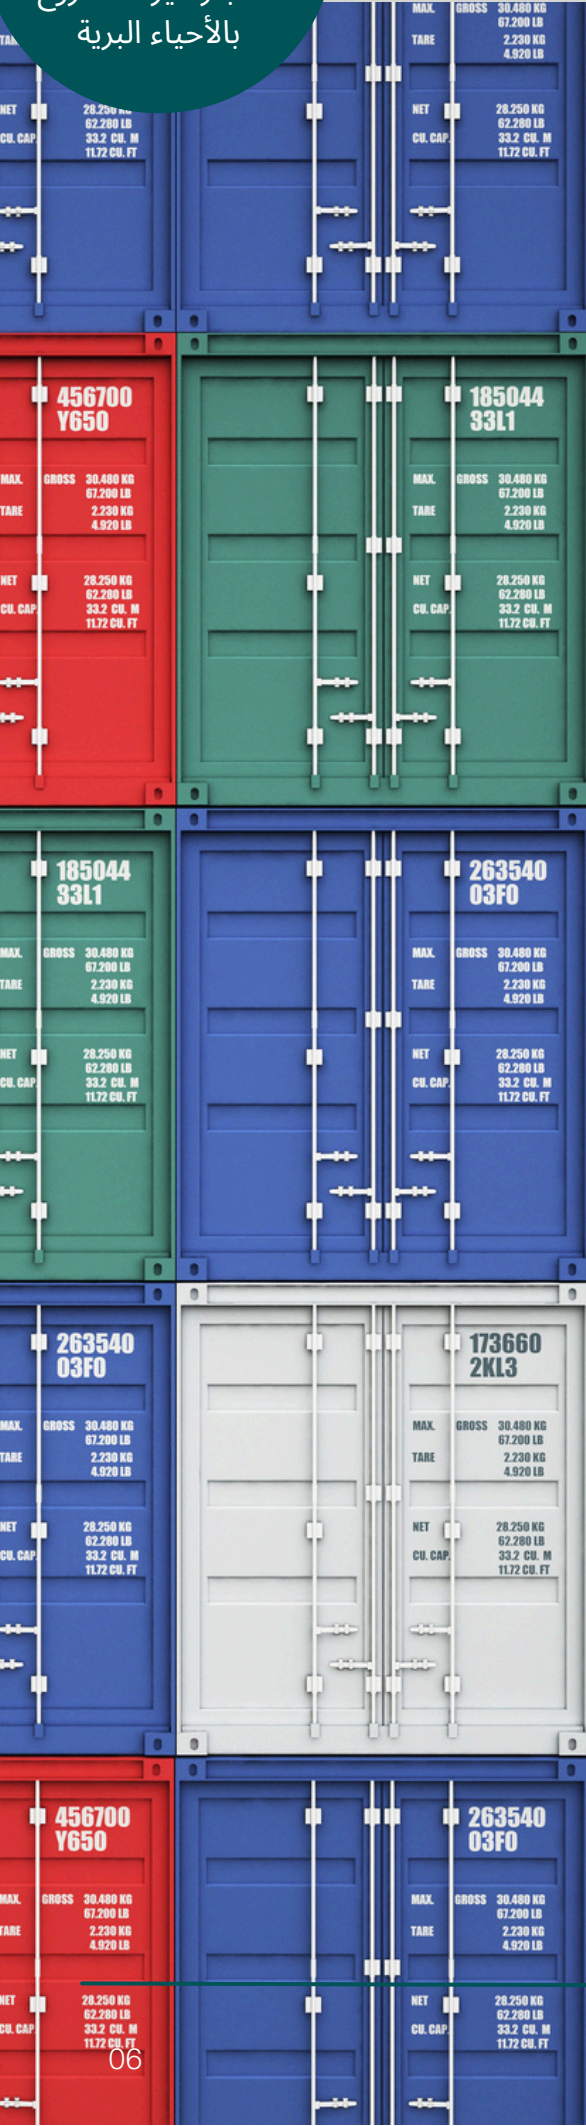 بالأحياء البرية
NET 28.250 KG
62.280 LB
CU. CAP. 33.2 CU. M
11.72 CU. FT
MAX. GROSS 30.480 KG
67.200 LB
TARE 2.230 KG
4.920 LB
NET 28.250 KG
62.280 LB
CU. CAP. 33.2 CU. M
11.72 CU. FT
456700
Y650
MAX. GROSS 30.480 KG
67.200 LB
TARE 2.230 KG
4.920 LB
NET 28.250 KG
62.280 LB
CU. CAP. 33.2 CU. M
11.72 CU. FT
185044
33L1
MAX. GROSS 30.480 KG
67.200 LB
TARE 2.230 KG
4.920 LB
NET 28.250 KG
62.280 LB
CU. CAP. 33.2 CU. M
11.72 CU. FT
185044
33L1
MAX. GROSS 30.480 KG
67.200 LB
TARE 2.230 KG
4.920 LB
NET 28.250 KG
62.280 LB
CU. CAP. 33.2 CU. M
11.72 CU. FT
263540
03F0
MAX. GROSS 30.480 KG
67.200 LB
TARE 2.230 KG
4.920 LB
NET 28.250 KG
62.280 LB
CU. CAP. 33.2 CU. M
11.72 CU. FT
263540
03F0
MAX. GROSS 30.480 KG
67.200 LB
TARE 2.230 KG
4.920 LB
NET 28.250 KG
62.280 LB
CU. CAP. 33.2 CU. M
11.72 CU. FT
173660
2KL3
MAX. GROSS 30.480 KG
67.200 LB
TARE 2.230 KG
4.920 LB
NET 28.250 KG
62.280 LB
CU. CAP. 33.2 CU. M
11.72 CU. FT
456700
Y650
MAX. GROSS 30.480 KG
67.200 LB
TARE 2.230 KG
4.920 LB
NET 28.250 KG
62.280 LB
CU. CAP. 33.2 CU. M
11.72 CU. FT
263540
03F0
MAX. GROSS 30.480 KG
67.200 LB
TARE 2.230 KG
4.920 LB
NET 28.250 KG
62.280 LB
CU. CAP. 33.2 CU. M
11.72 CU. FT
06